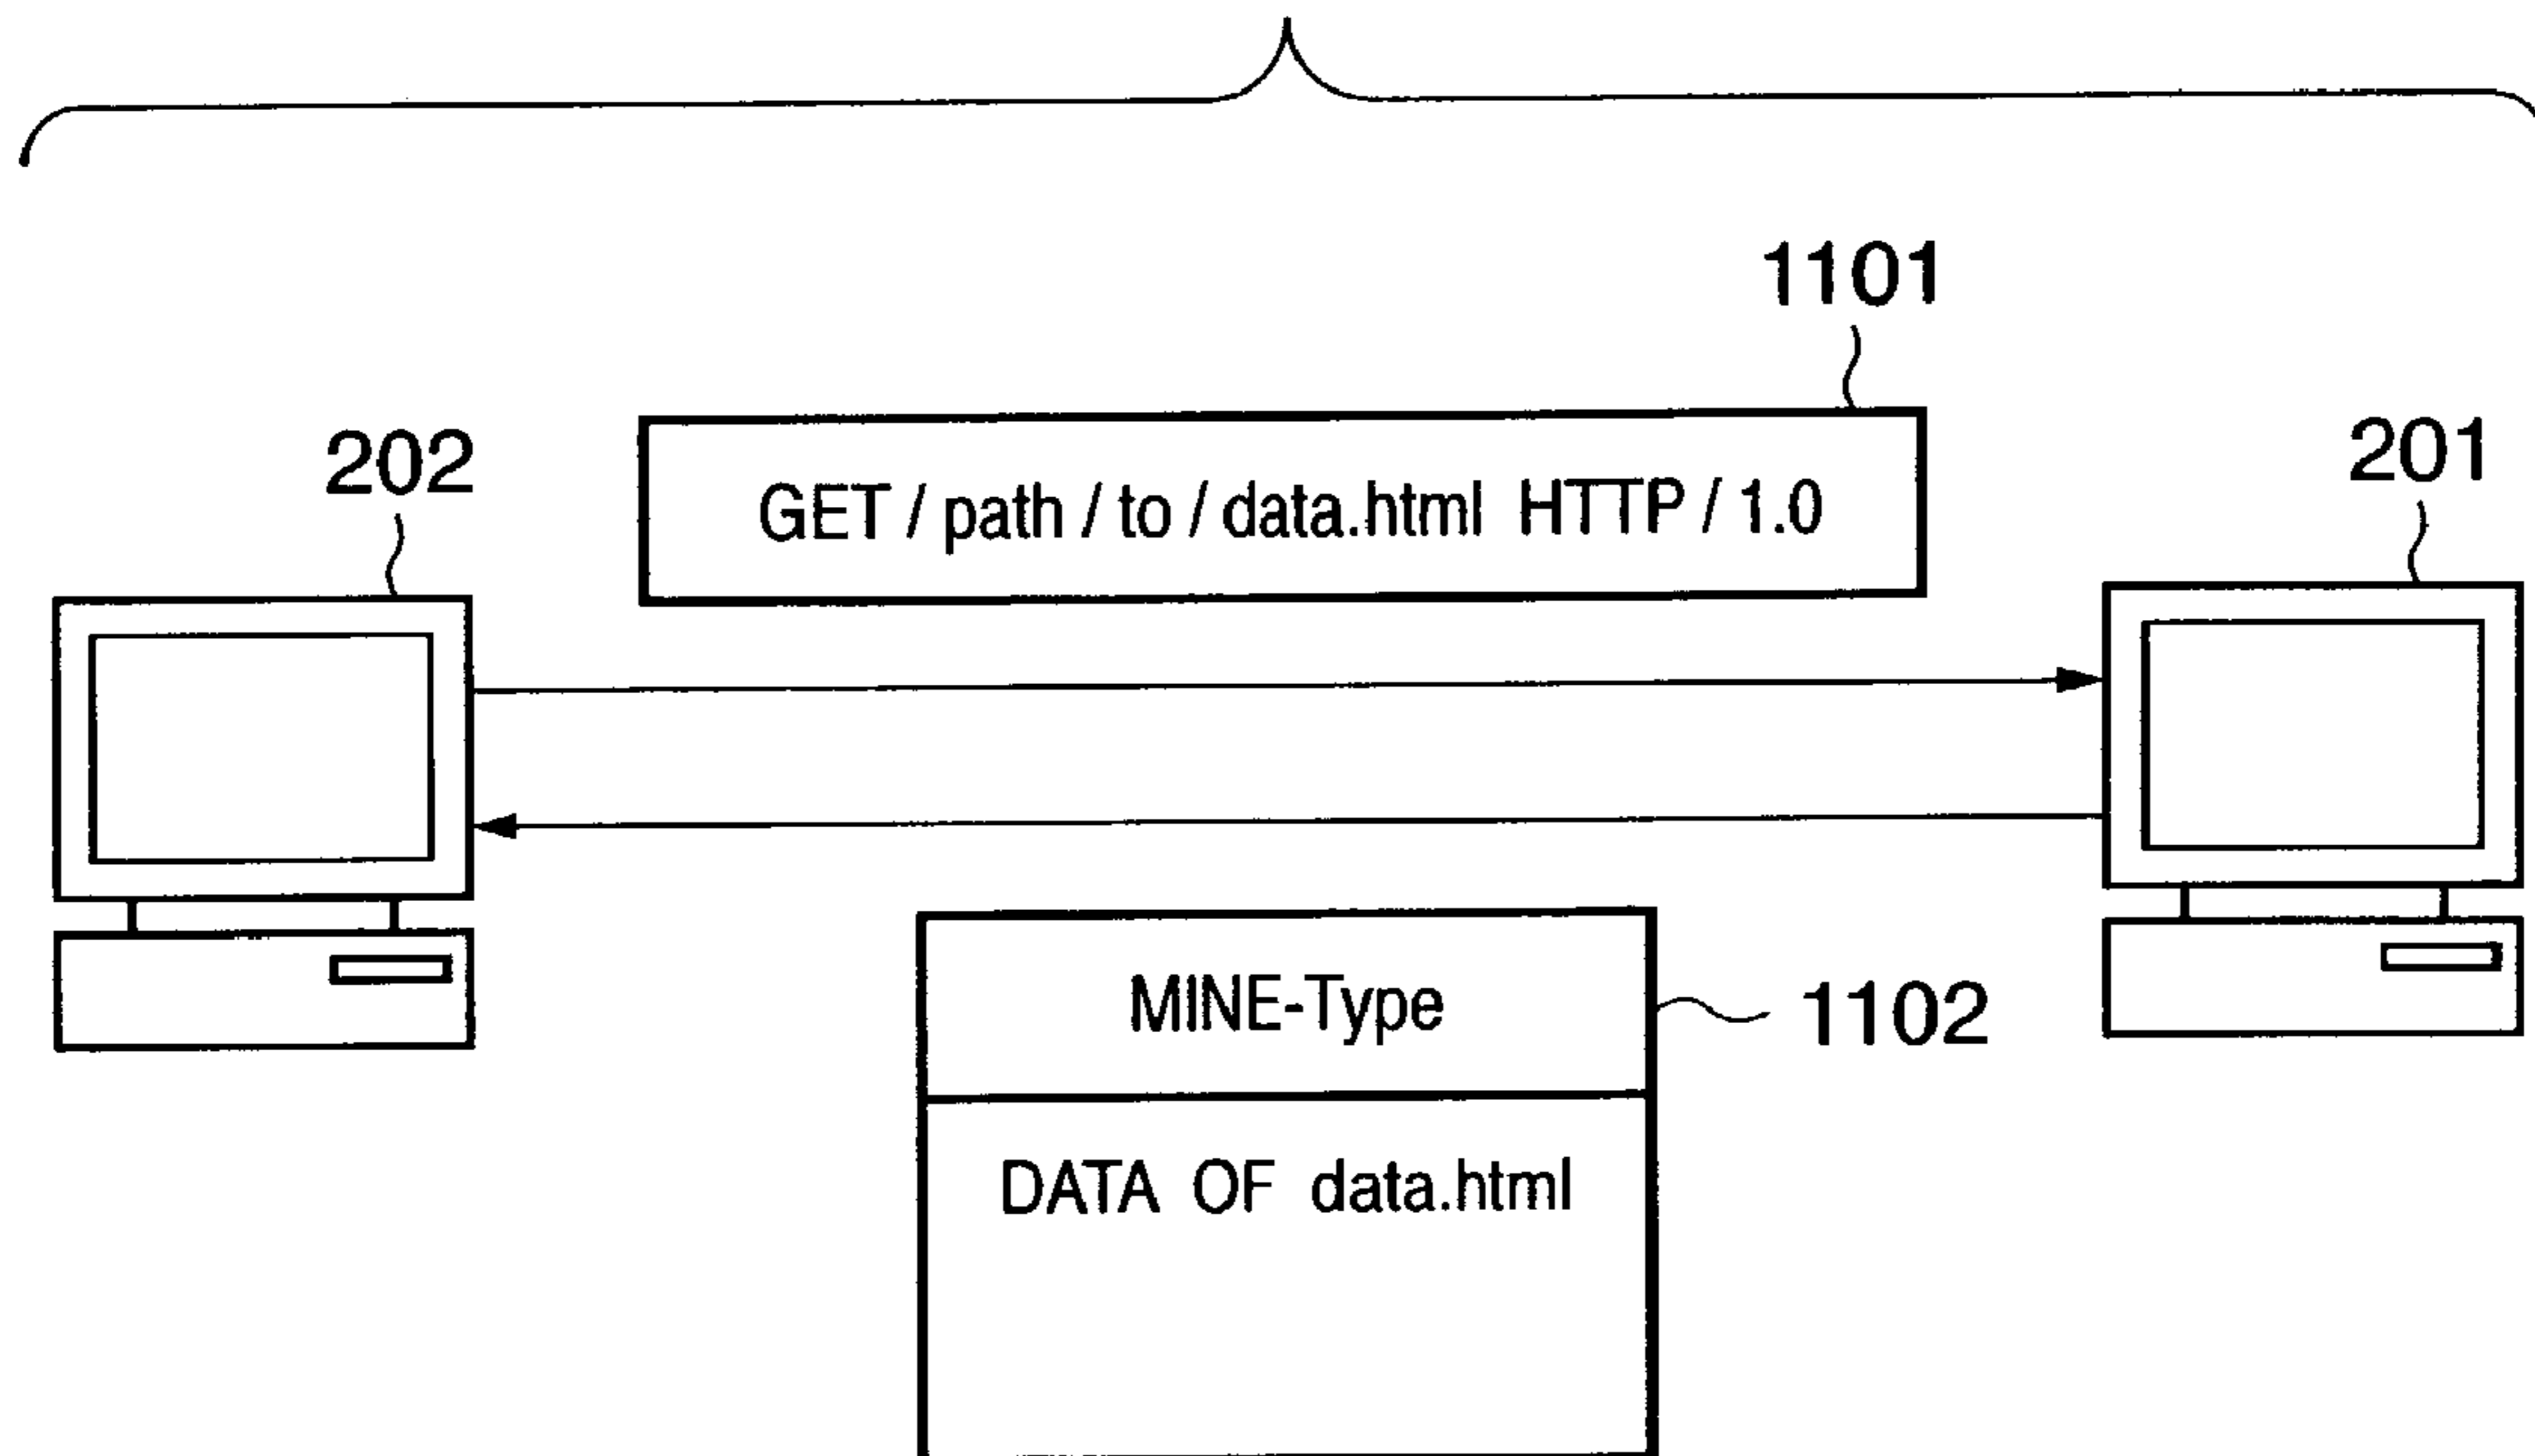 1101
202
GET / path / to / data.html HTTP / 1.0
201
MINE-Type
1102
DATA OF data.html